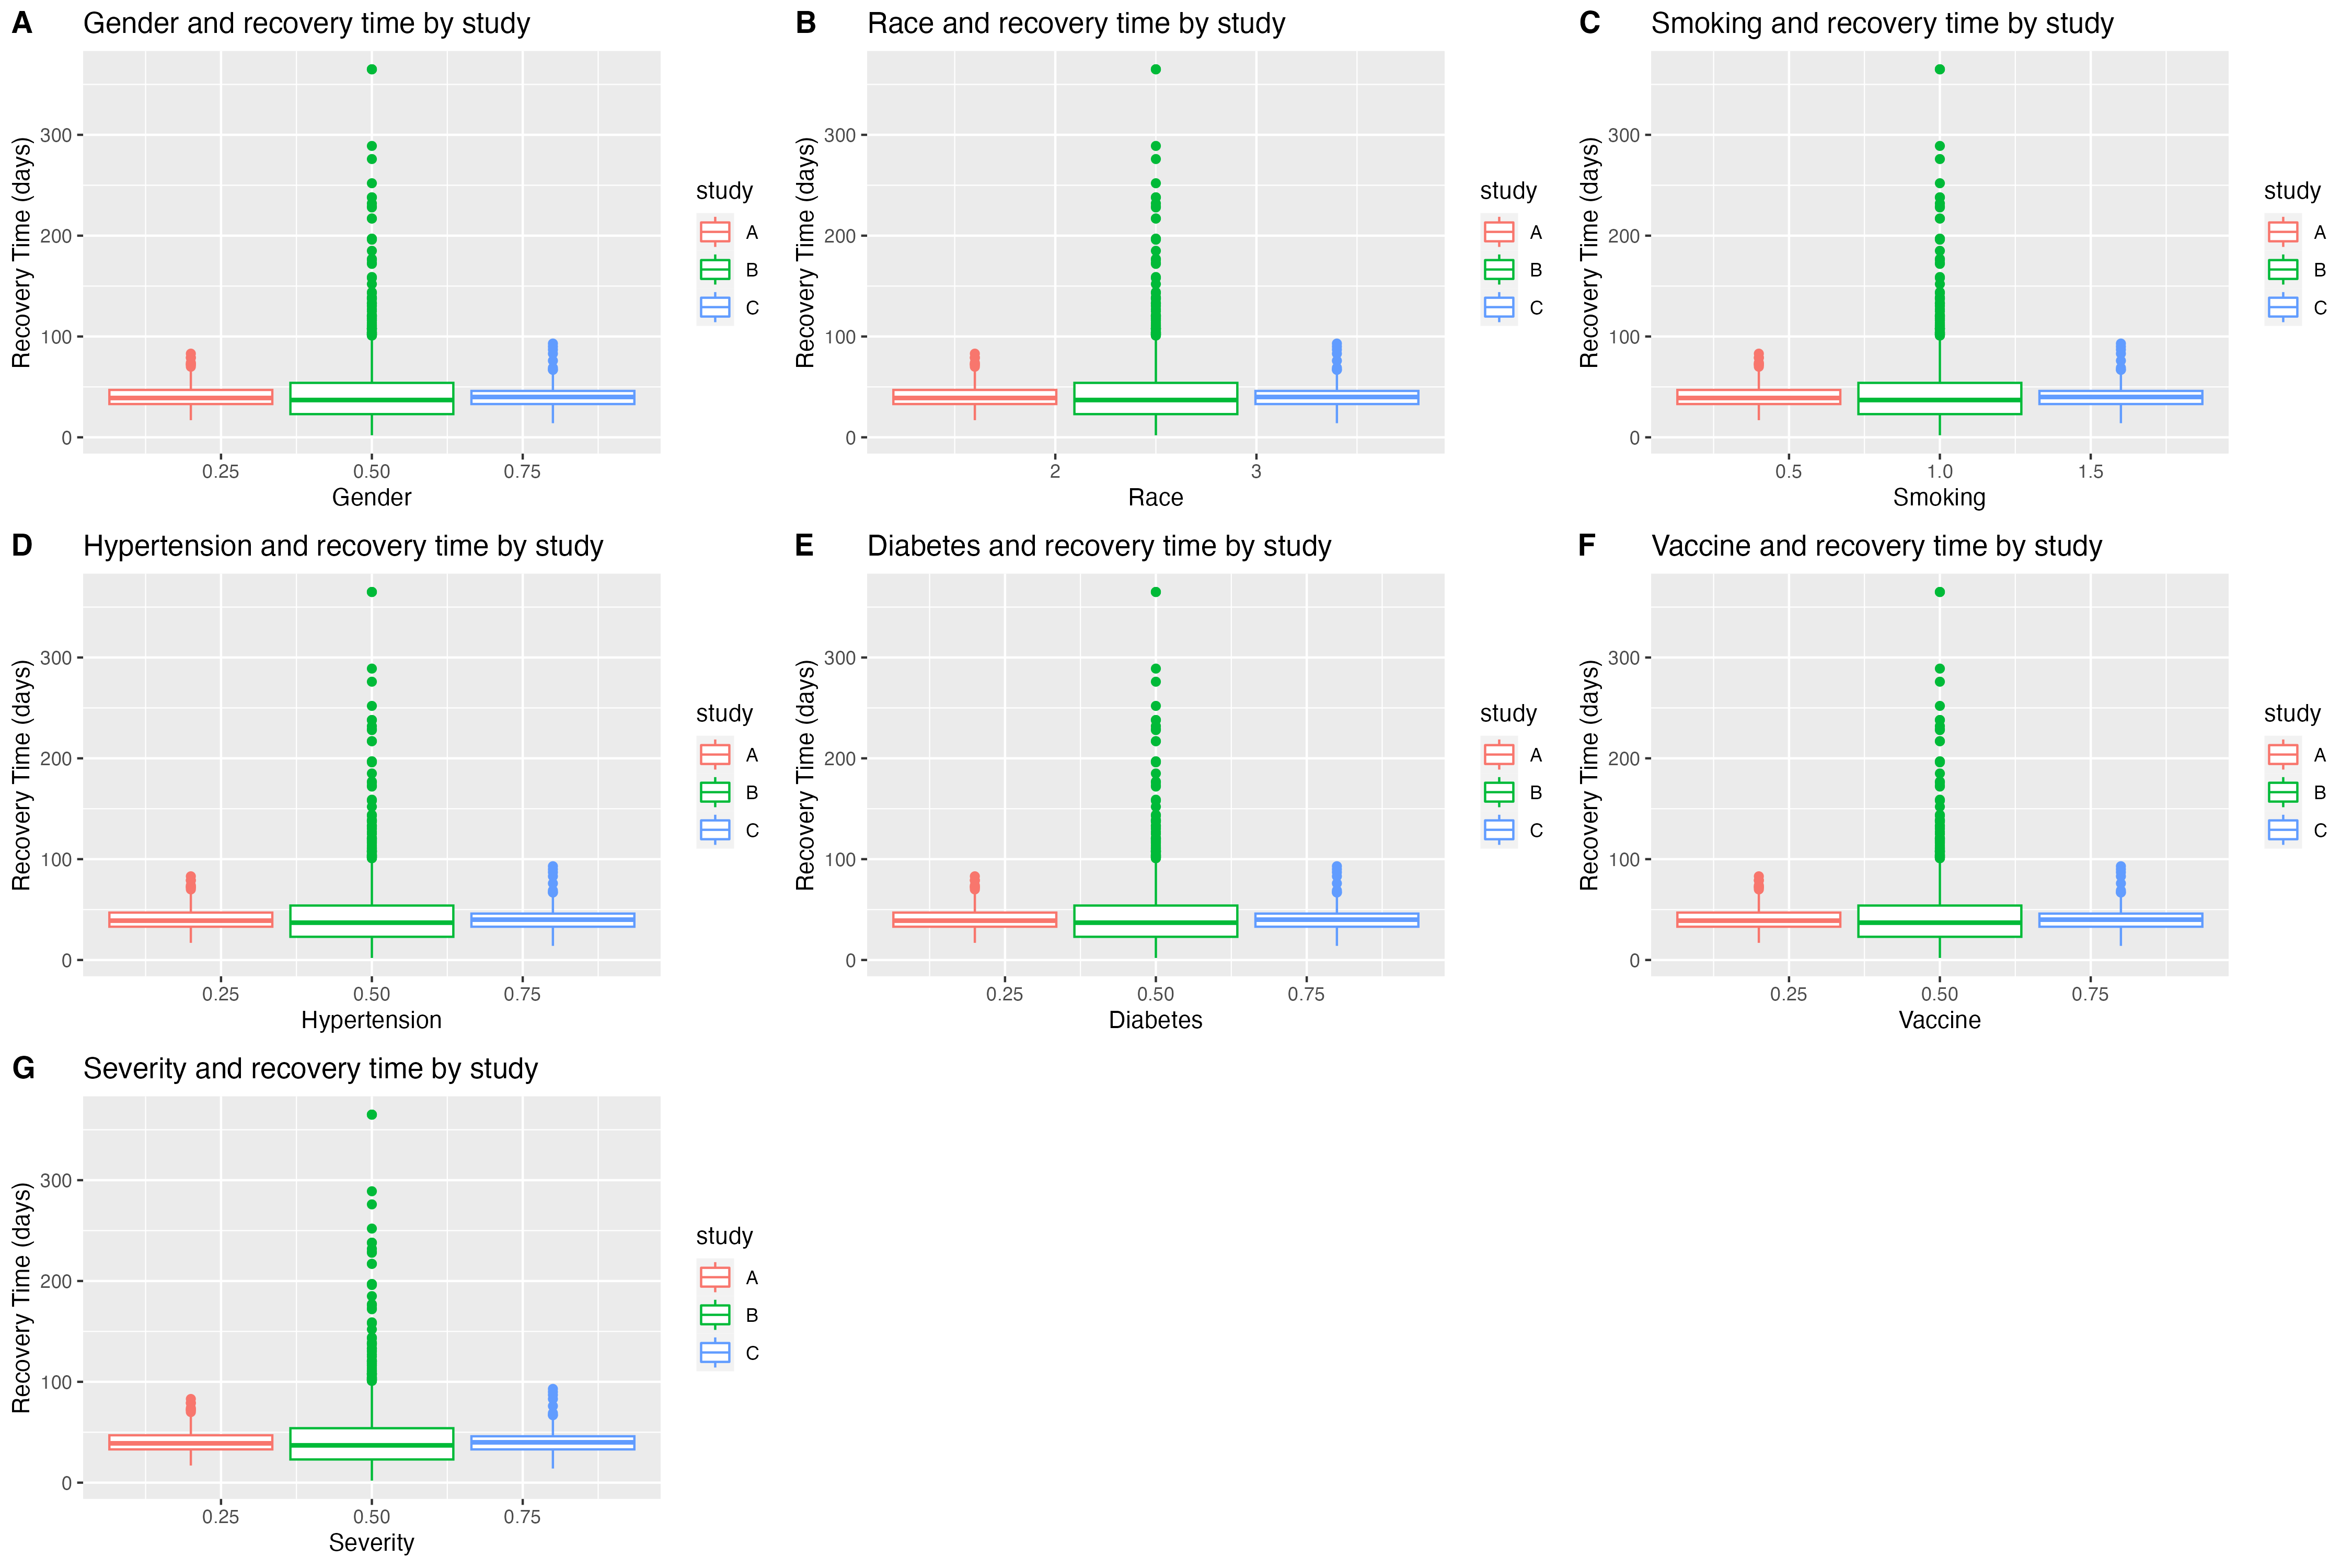 A Gender and recovery time by study
Recovery Time (days)
300
200
100
0
0.25 0.50 0.75
Gender
study
A
B
C
B Race and recovery time by study
Recovery Time (days)
300
200
100
0
2 3
Race
study
A
B
C
C Smoking and recovery time by study
Recovery Time (days)
300
200
100
0
0.5 1.0 1.5
Smoking
study
A
B
C
D Hypertension and recovery time by study
Recovery Time (days)
300
200
100
0
0.25 0.50 0.75
Hypertension
study
A
B
C
E Diabetes and recovery time by study
Recovery Time (days)
300
200
100
0
0.25 0.50 0.75
Diabetes
study
A
B
C
F Vaccine and recovery time by study
Recovery Time (days)
300
200
100
0
0.25 0.50 0.75
Vaccine
study
A
B
C
G Severity and recovery time by study
Recovery Time (days)
300
200
100
0
0.25 0.50 0.75
Severity
study
A
B
C